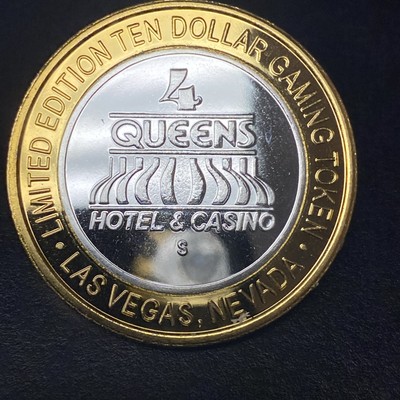 LIMITED EDITION TEN DOLLAR GAMING TOKEN
4
QUEENS
HOTEL & CASINO
S
• LAS VEGAS, NEVADA •